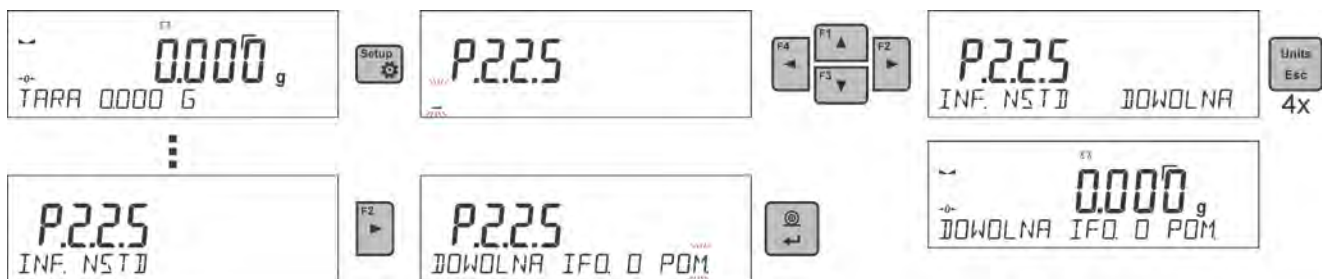 0.000 g
TARA 0.000 G
Setup
P.2.2.5
F1
F4
F2
F3
P.2.2.5
INF. NSTD DOWOLNA
Units
Esc
4x
P.2.2.5
INF. NSTD
F2
P.2.2.5
DOWOLNA IFO. O POM.
0.000 g
DOWOLNA IFO. O POM.